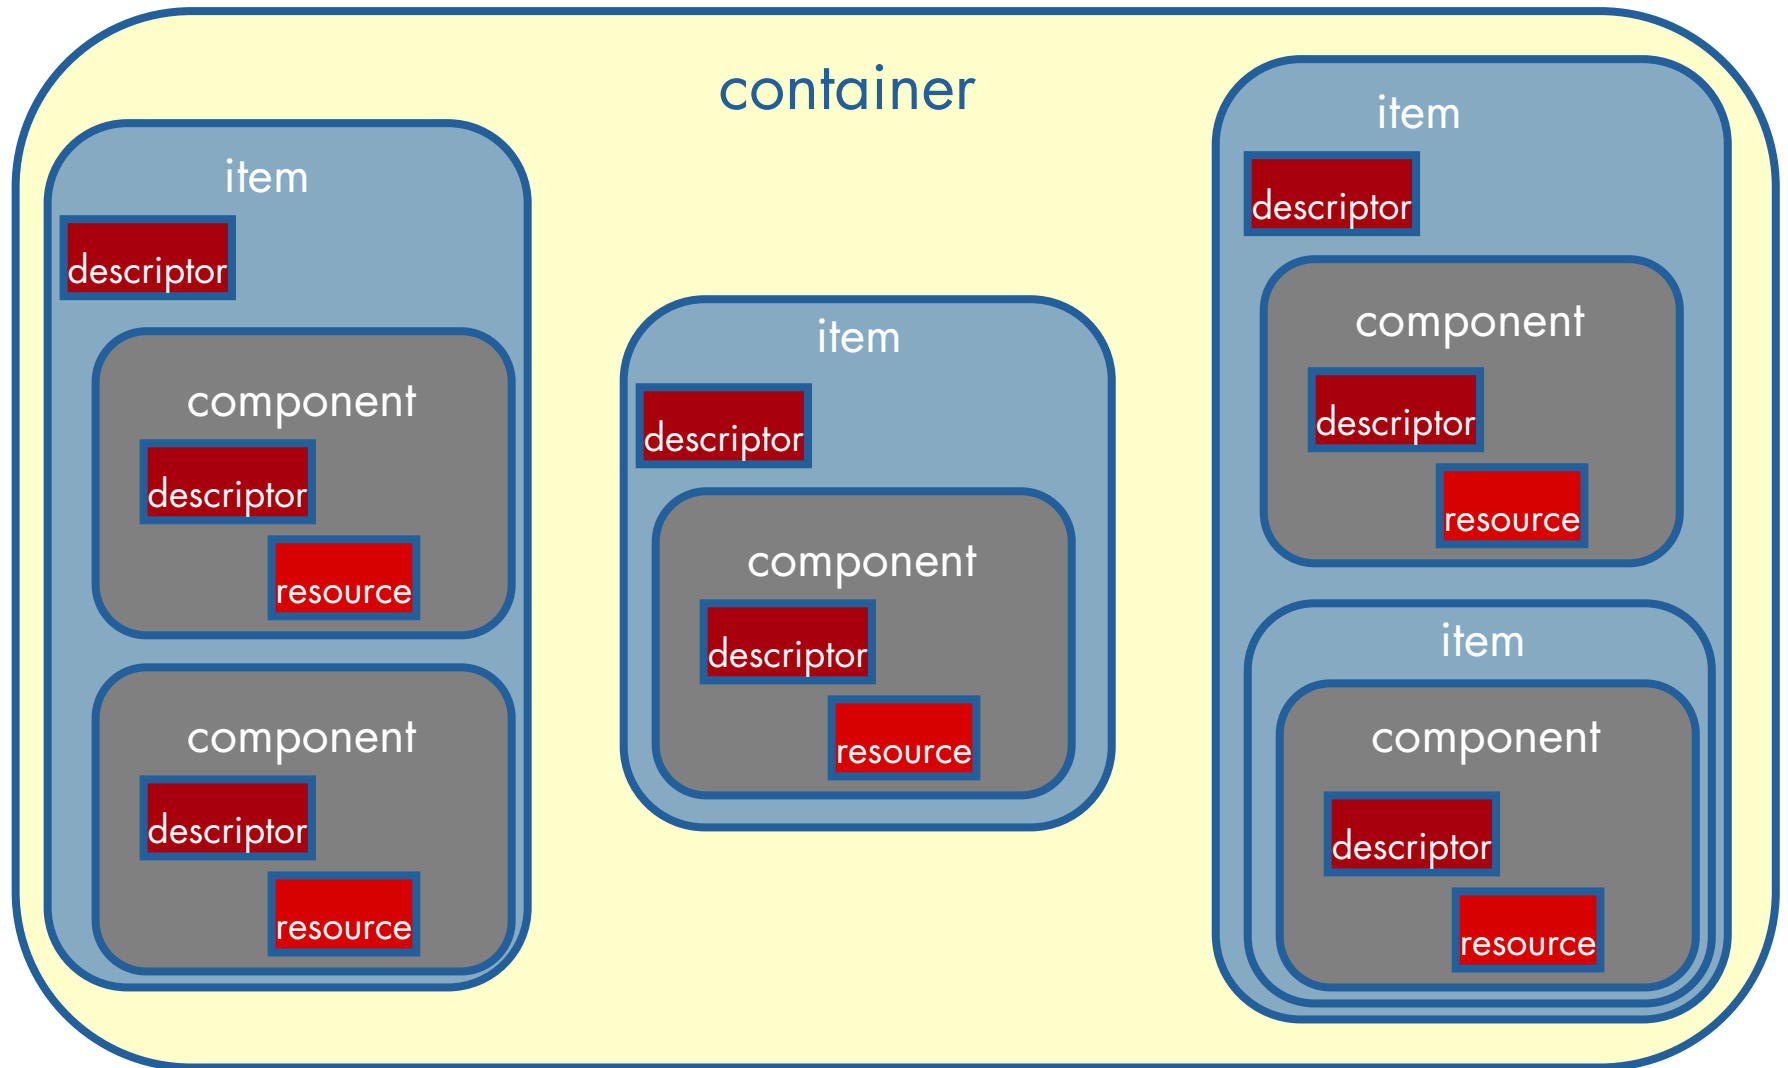 container
item
descriptor
component
descriptor
resource
component
descriptor
resource
item
descriptor
component
descriptor
resource
item
descriptor
component
descriptor
resource
item
component
descriptor
resource